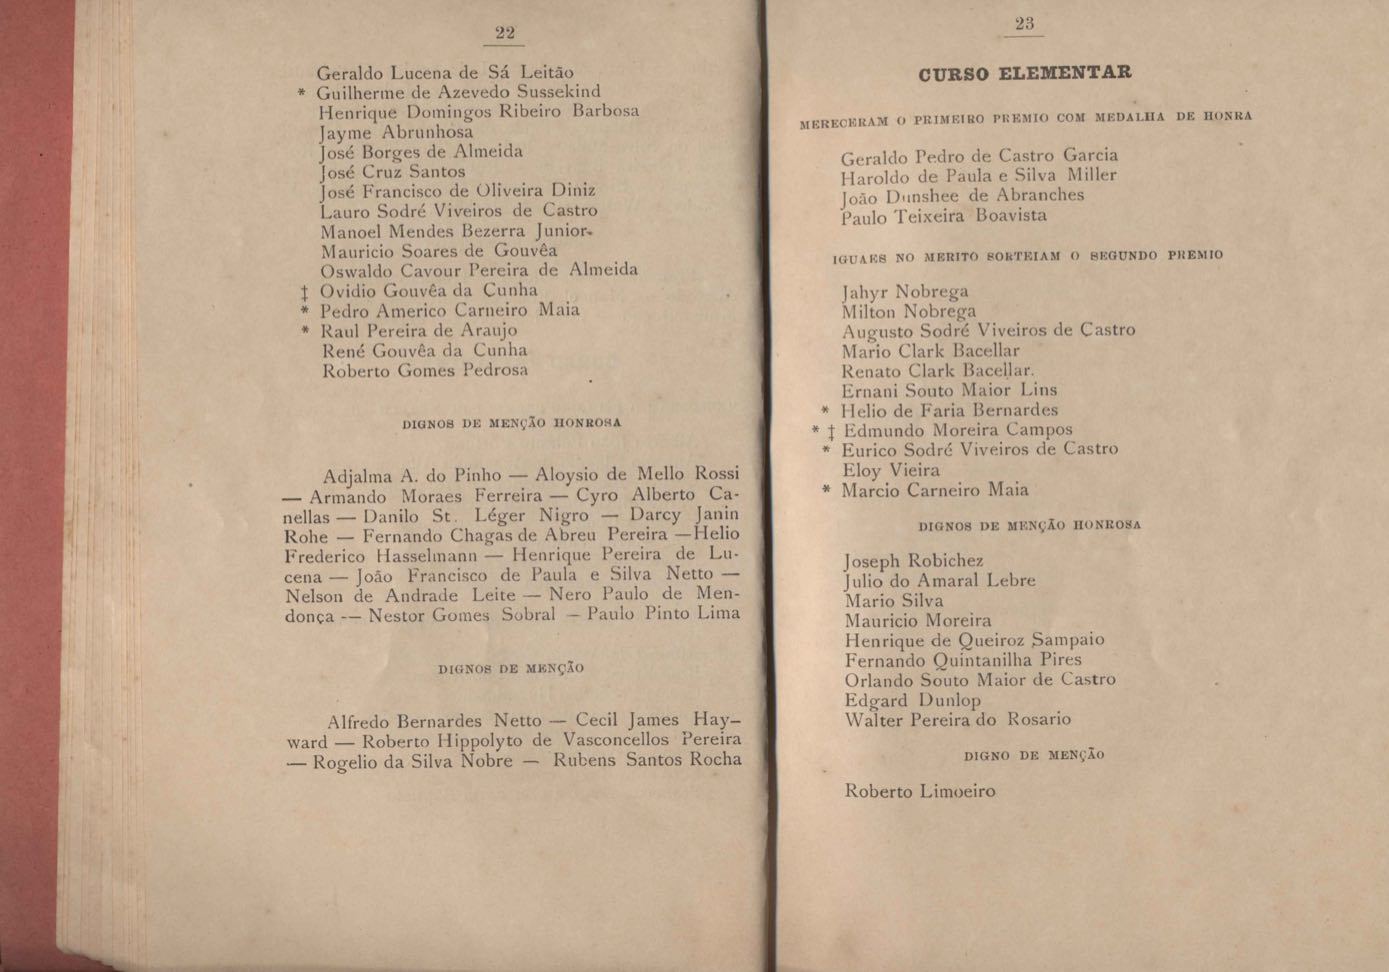 22
Geraldo Lucena de Sá Leitão
* Guilherme de Azevedo Sussekind
Henrique Domingos Ribeiro Barbosa
Jayme Abrunhosa
José Borges de Almeida
José Cruz Santos
José Francisco de Oliveira Diniz
Lauro Sodré Viveiros de Castro
Manoel Mendes Bezerra Junior.
Mauricio Soares de Gouvêa
Oswaldo Cavour Pereira de Almeida
‡ Ovidio Gouvêa da Cunha
* Pedro Americo Carneiro Maia
* Raul Pereira de Araujo
René Gouvêa da Cunha
Roberto Gomes Pedrosa
DIGNOS DE MENÇÃO HONROSA
Adjalma A. do Pinho — Aloysio de Mello Rossi
— Armando Moraes Ferreira — Cyro Alberto Ca-
nellas — Danilo St. Léger Nigro — Darcy Janin
Rohe — Fernando Chagas de Abreu Pereira — Helio
Frederico Hasselmann — Henrique Pereira de Lu-
cena — João Francisco de Paula e Silva Netto —
Nelson de Andrade Leite — Nero Paulo de Men-
donça — Nestor Gomes Sobral — Paulo Pinto Lima
DIGNOS DE MENÇÃO
Alfredo Bernardes Netto — Cecil James Hay-
ward — Roberto Hippolyto de Vasconcellos Pereira
— Rogelio da Silva Nobre — Rubens Santos Rocha
23
CURSO ELEMENTAR
MERECERAM O PRIMEIRO PREMIO COM MEDALHA DE HONRA
Geraldo Pedro de Castro Garcia
Haroldo de Paula e Silva Miller
João Dunshee de Abranches
Paulo Teixeira Boavista
IGUAES NO MERITO SORTEIAM O SEGUNDO PREMIO
Jahyr Nobrega
Milton Nobrega
Augusto Sodré Viveiros de Castro
Mario Clark Bacellar
Renato Clark Bacellar.
Ernani Souto Maior Lins
* Helio de Faria Bernardes
* ‡ Edmundo Moreira Campos
* Eurico Sodré Viveiros de Castro
Eloy Vieira
* Marcio Carneiro Maia
DIGNOS DE MENÇÃO HONROSA
Joseph Robichez
Julio do Amaral Lebre
Mario Silva
Mauricio Moreira
Henrique de Queiroz Sampaio
Fernando Quintanilha Pires
Orlando Souto Maior de Castro
Edgard Dunlop
Walter Pereira do Rosario
DIGNO DE MENÇÃO
Roberto Limoeiro